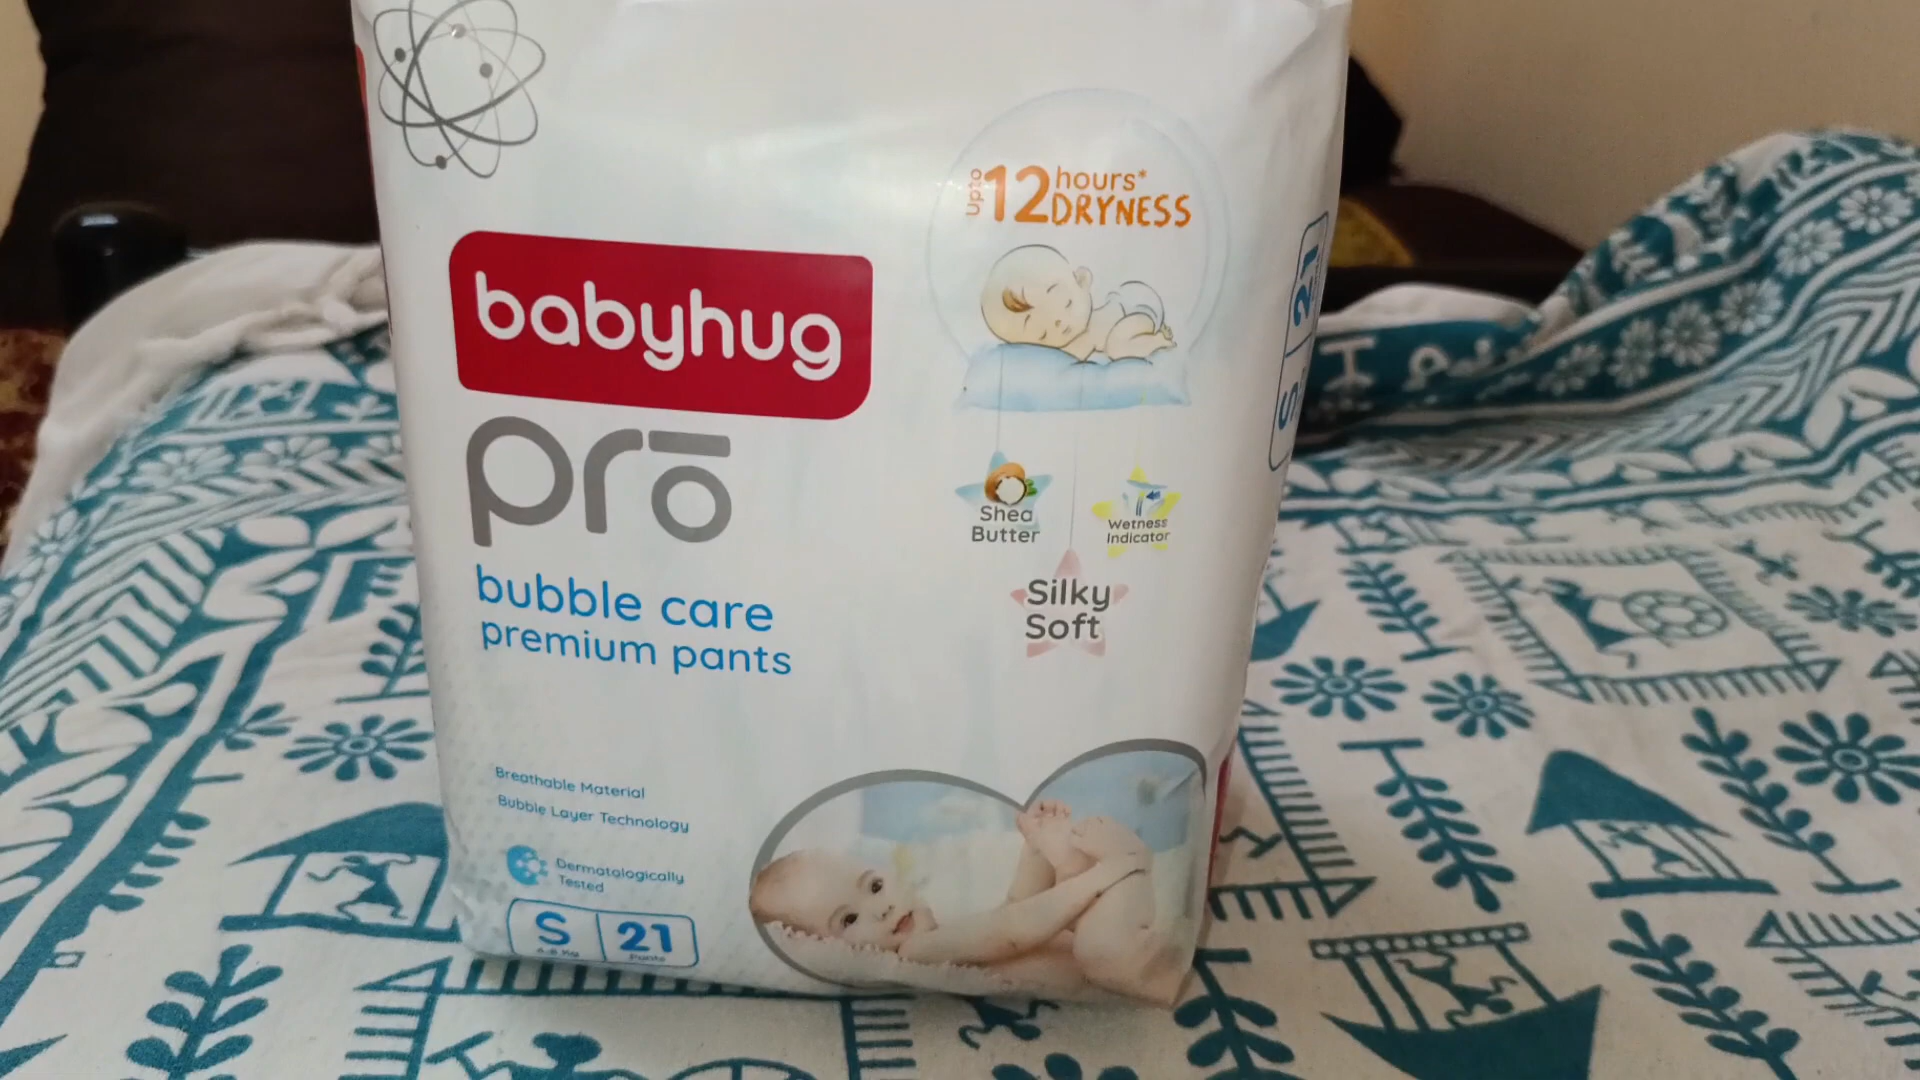 upto 12 hours*
DRYNESS
babyhug
pro
bubble care
premium pants
Shea
Butter
Wetness
Indicator
Silky
Soft
Breathable Material
Bubble Layer Technology
Dermatologically
Tested
S 21
Pants
S 21